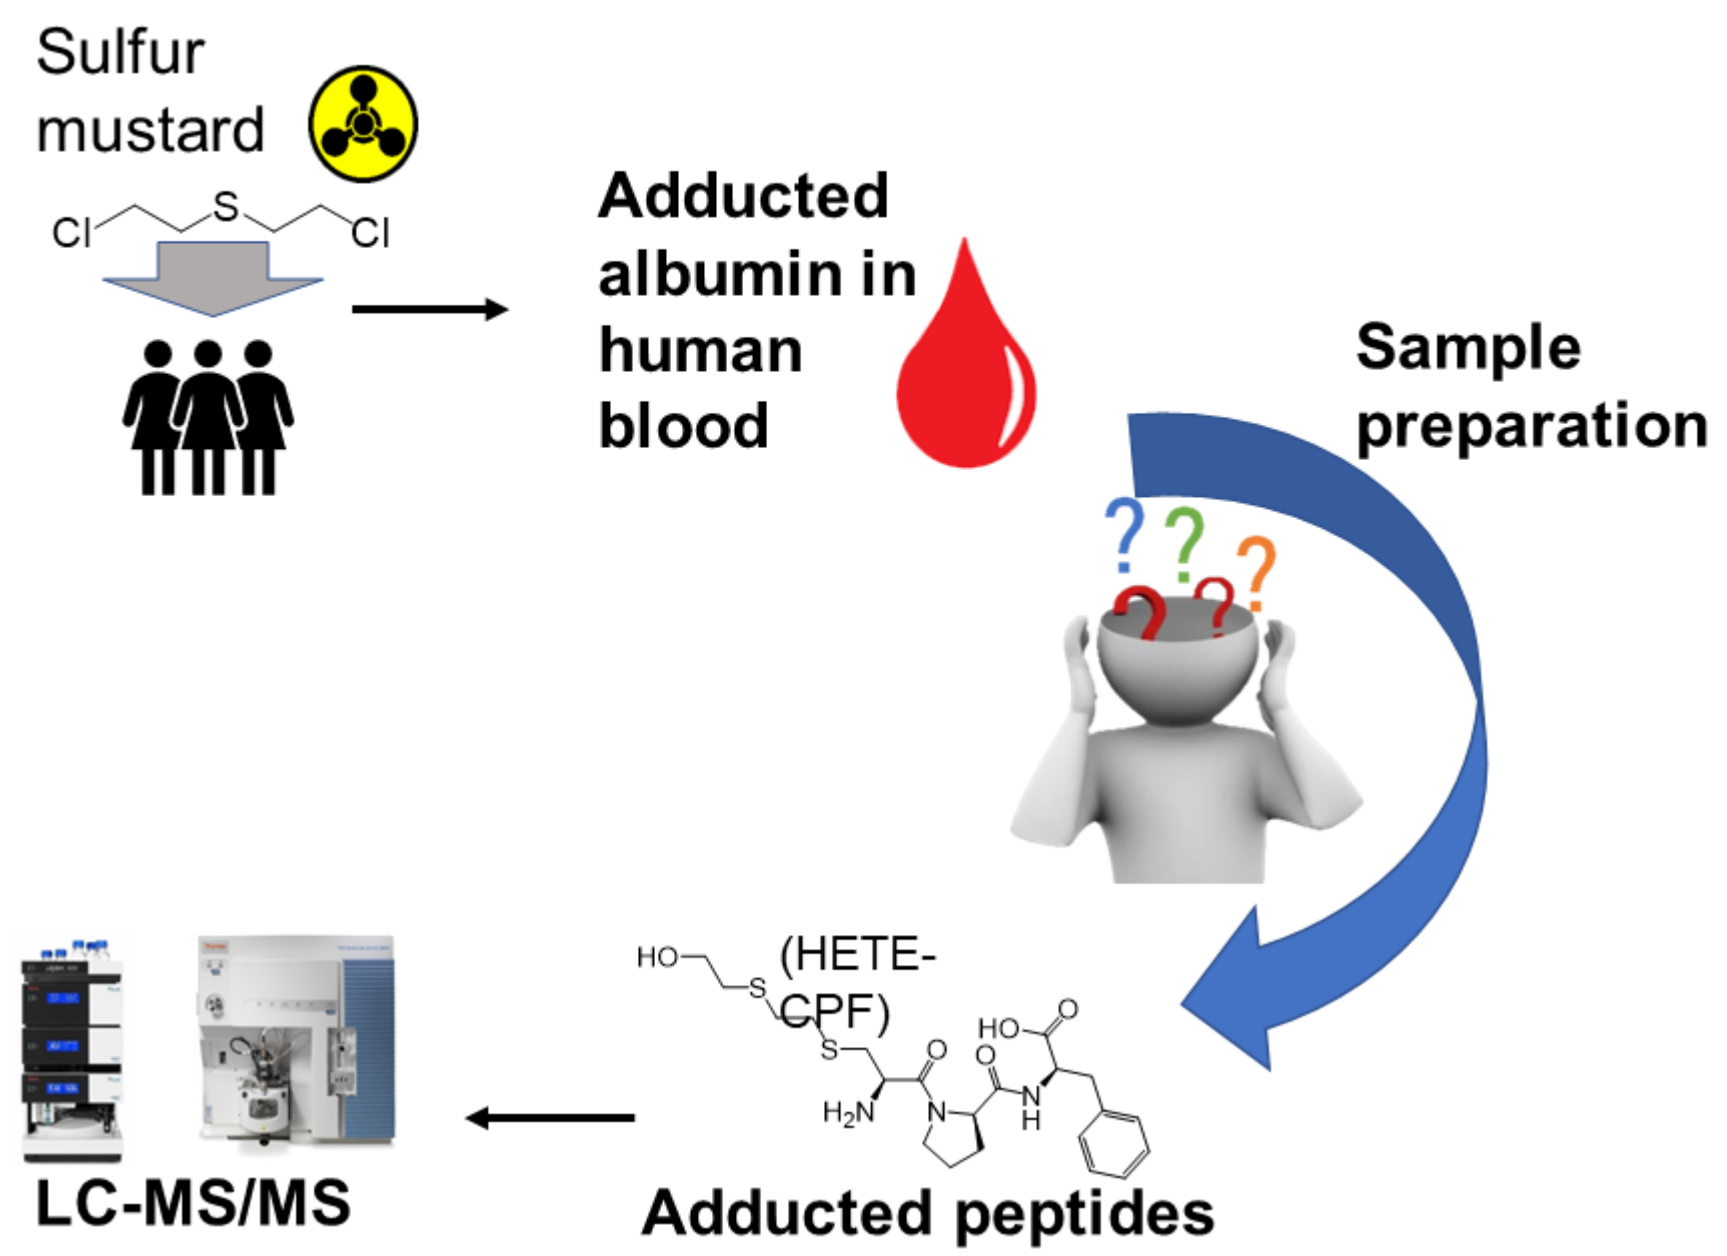 Sulfur
mustard
Cl
S
Cl
Adducted
albumin in
human
blood
Sample
preparation
?
?
?
?
?
HO
S
(HETE-
CPF)
S
O
H₂N
N
O
N
H
HO
O
Adducted peptides
LC-MS/MS